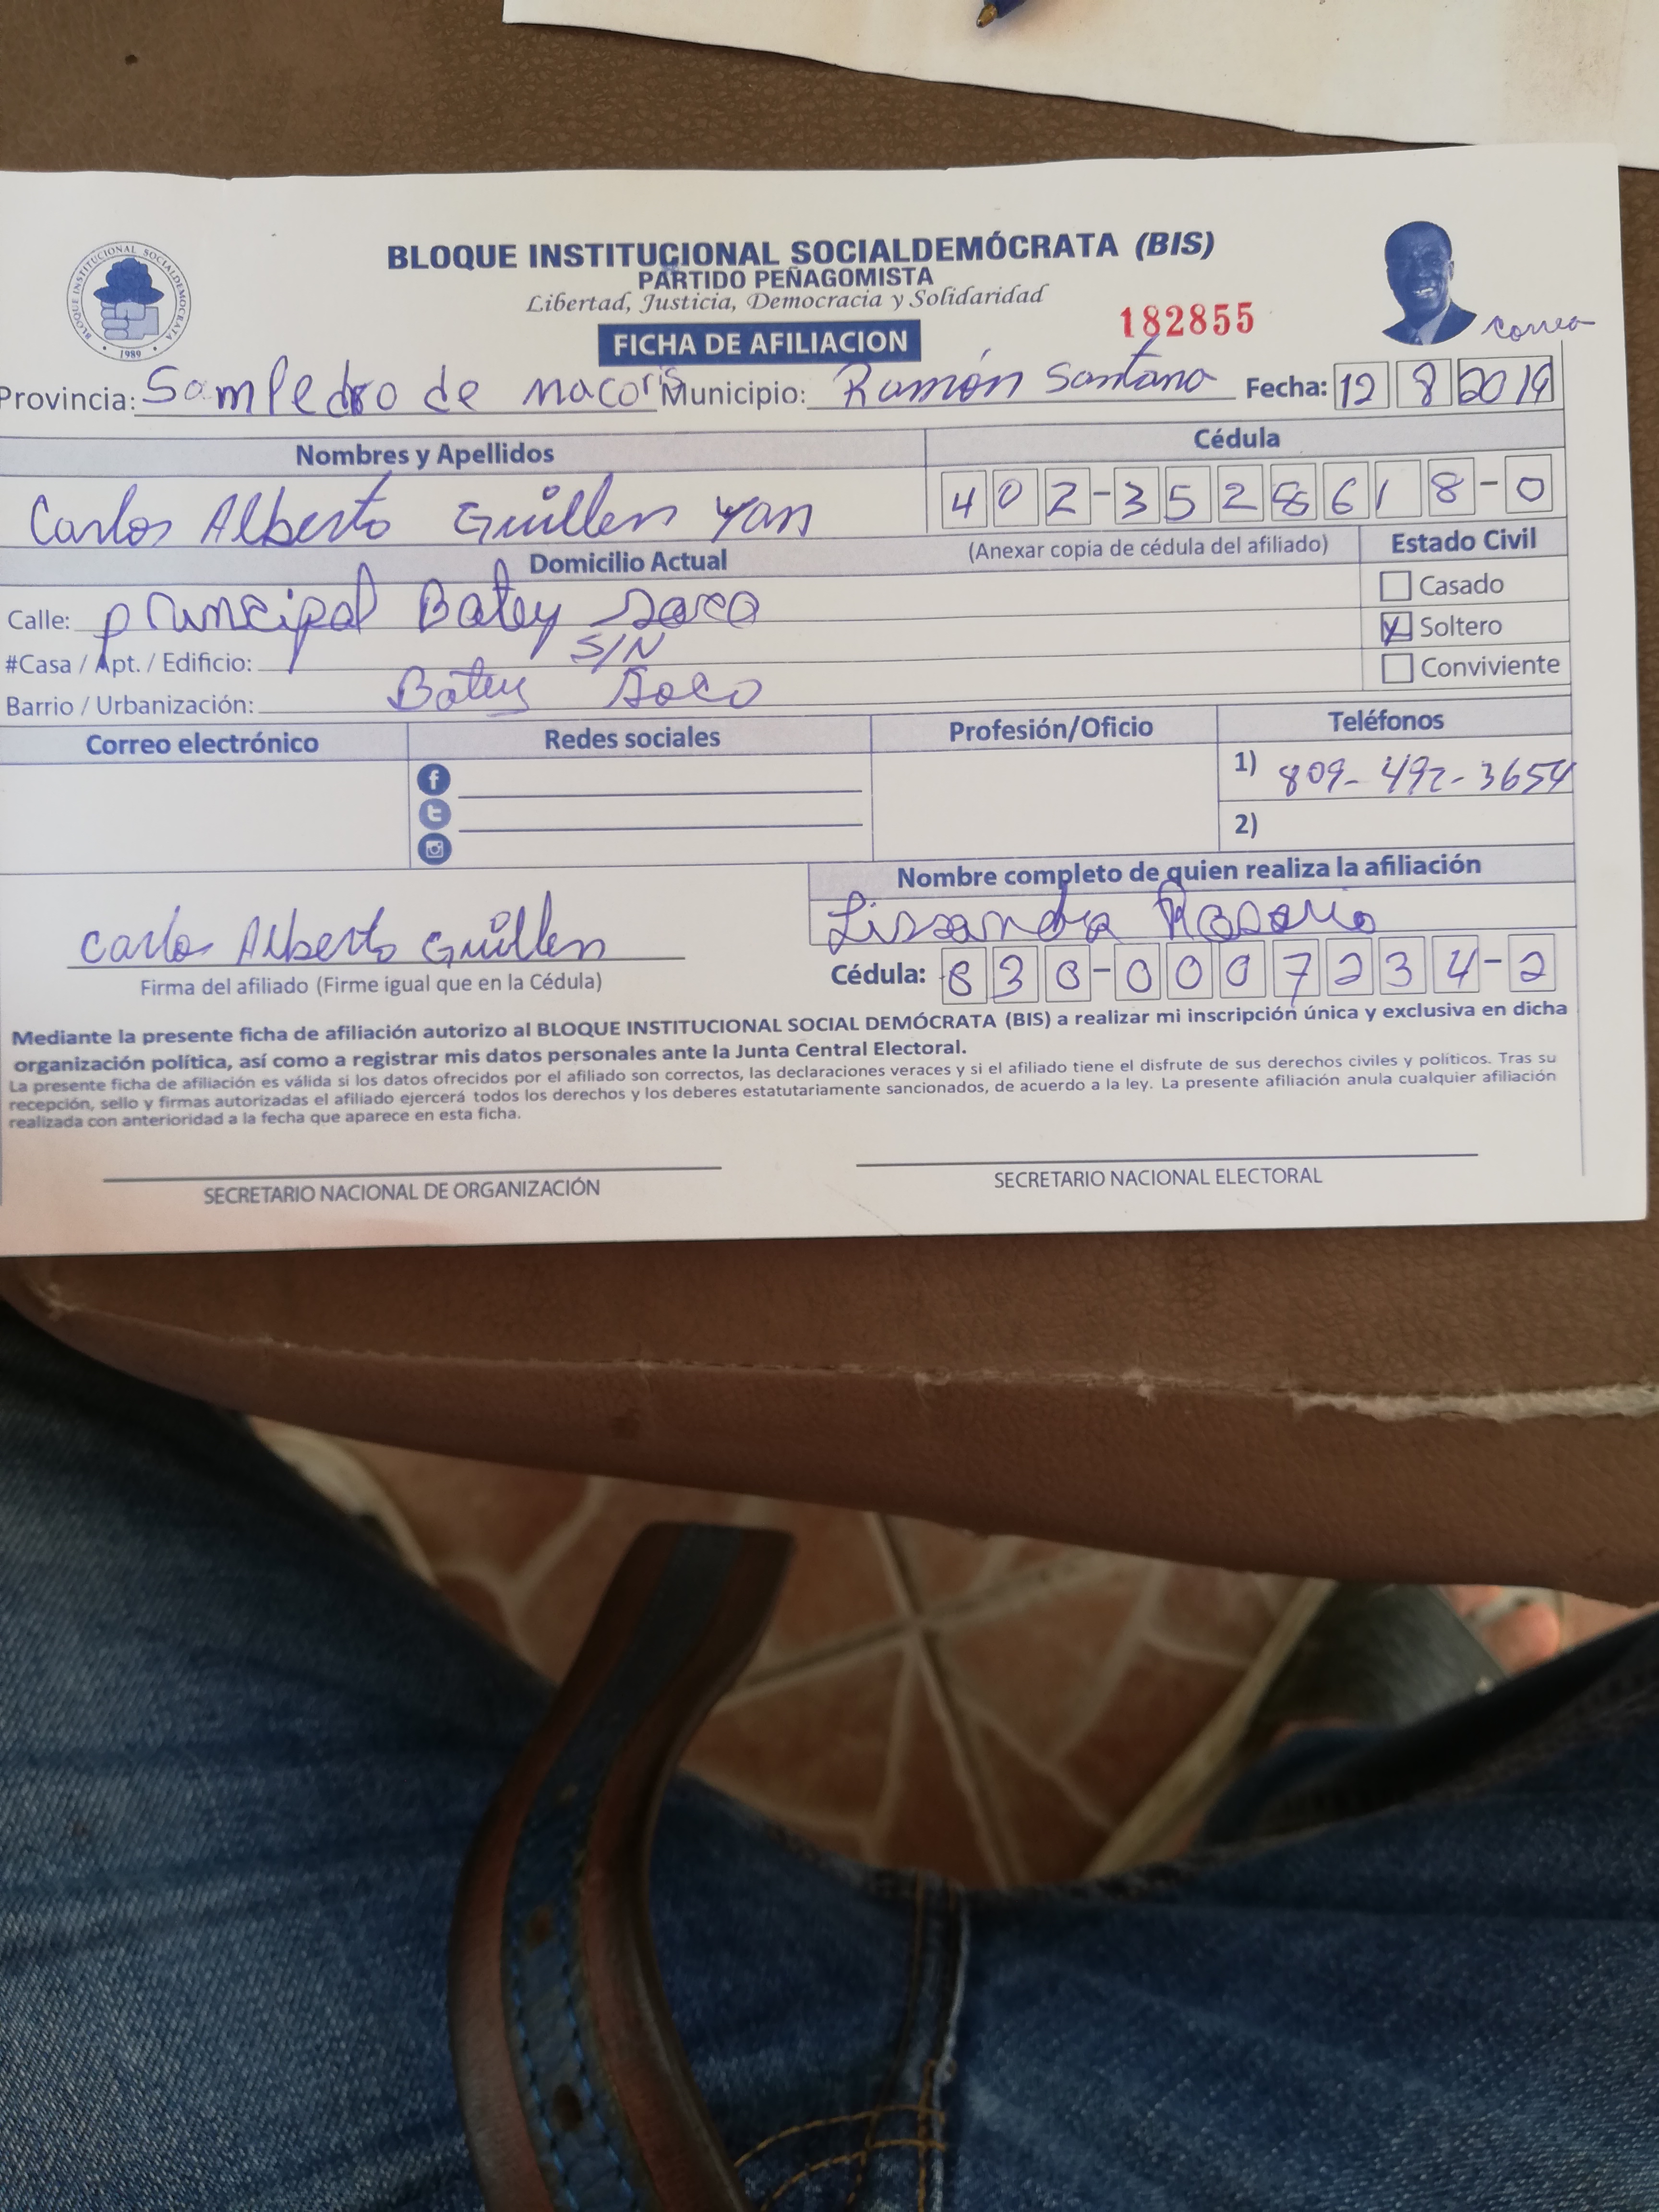 BLOQUE INSTITUCIONAL SOCIALDEMÓCRATA (BIS)
PARTIDO PEÑAGOMISTA
Libertad, Justicia, Democracia y Solidaridad
BLOQUE INSTITUCIONAL SOCIALDEMÓCRATA
1989
182855
Correa
FICHA DE AFILIACION
Provincia: Sampedro de macoris Municipio: Ramón Santana Fecha: 12 8 2019
Nombres y Apellidos Cédula
Carlos Alberto Guillen Yan 402-3528618-0
Domicilio Actual (Anexar copia de cédula del afiliado) Estado Civil
Casado
Calle: principal Batey Soco
Soltero
#Casa / Apt. / Edificio: S/N
Conviviente
Barrio / Urbanización: Batey Soco
Correo electrónico Redes sociales Profesión/Oficio Teléfonos
1) 809-492-3654
2)
Nombre completo de quien realiza la afiliación
Lissandra Rosario
Carlos Alberto Guillen
Cédula: 030-0007234-2
Firma del afiliado (Firme igual que en la Cédula)
Mediante la presente ficha de afiliación autorizo al BLOQUE INSTITUCIONAL SOCIAL DEMÓCRATA (BIS) a realizar mi inscripción única y exclusiva en dicha
organización política, así como a registrar mis datos personales ante la Junta Central Electoral.
La presente ficha de afiliación es válida si los datos ofrecidos por el afiliado son correctos, las declaraciones veraces y si el afiliado tiene el disfrute de sus derechos civiles y políticos. Tras su
recepción, sello y firmas autorizadas el afiliado ejercerá todos los derechos y los deberes estatutariamente sancionados, de acuerdo a la ley. La presente afiliación anula cualquier afiliación
realizada con anterioridad a la fecha que aparece en esta ficha.
SECRETARIO NACIONAL DE ORGANIZACIÓN SECRETARIO NACIONAL ELECTORAL